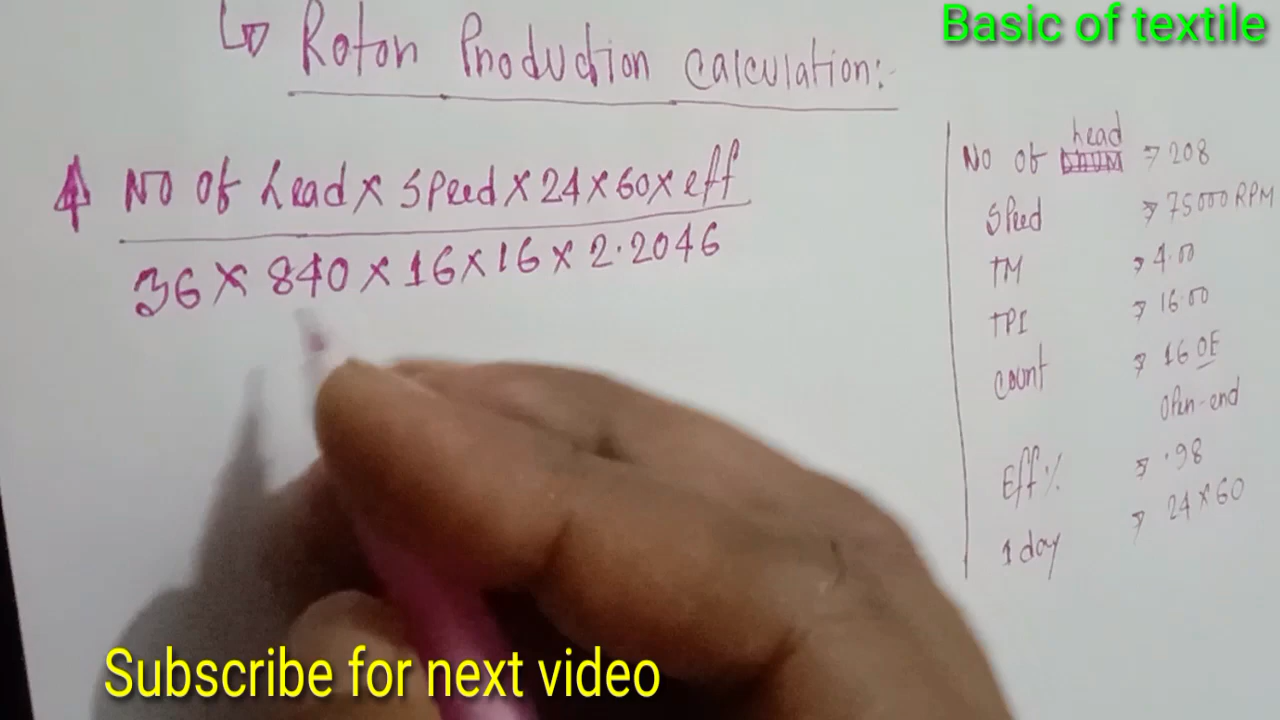 Basic of textile
↳ Roton Production calculation:-
No of head x speed x 24 x 60 x eff
36 x 840 x 16 x 16 x 2.2046
No of head → 208
Speed → 75000 RPM
TM → 4.00
TPI → 16.00
count → 16 OE
open-end
Eff% → .98
1 day → 24 x 60
Subscribe for next video